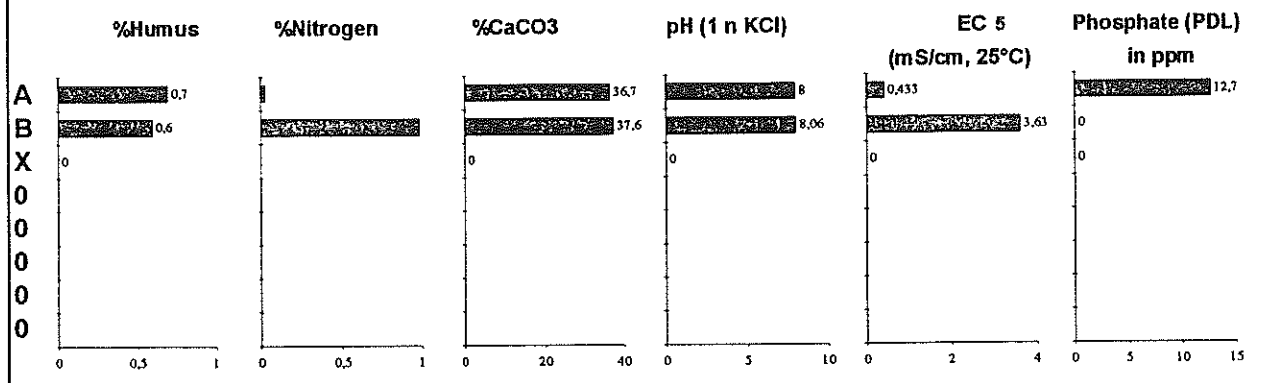 %Humus %Nitrogen %CaCO3 pH (1 n KCl) EC 5 Phosphate (PDL)
(mS/cm, 25°C) in ppm
A 0,7 36,7 8 0,433 12,7
B 0,6 37,6 8,06 3,63 0
X 0 0 0 0 0
0
0
0
0
0
0 0,5 1 0 0,5 1 0 20 40 0 5 10 0 2 4 0 5 10 15